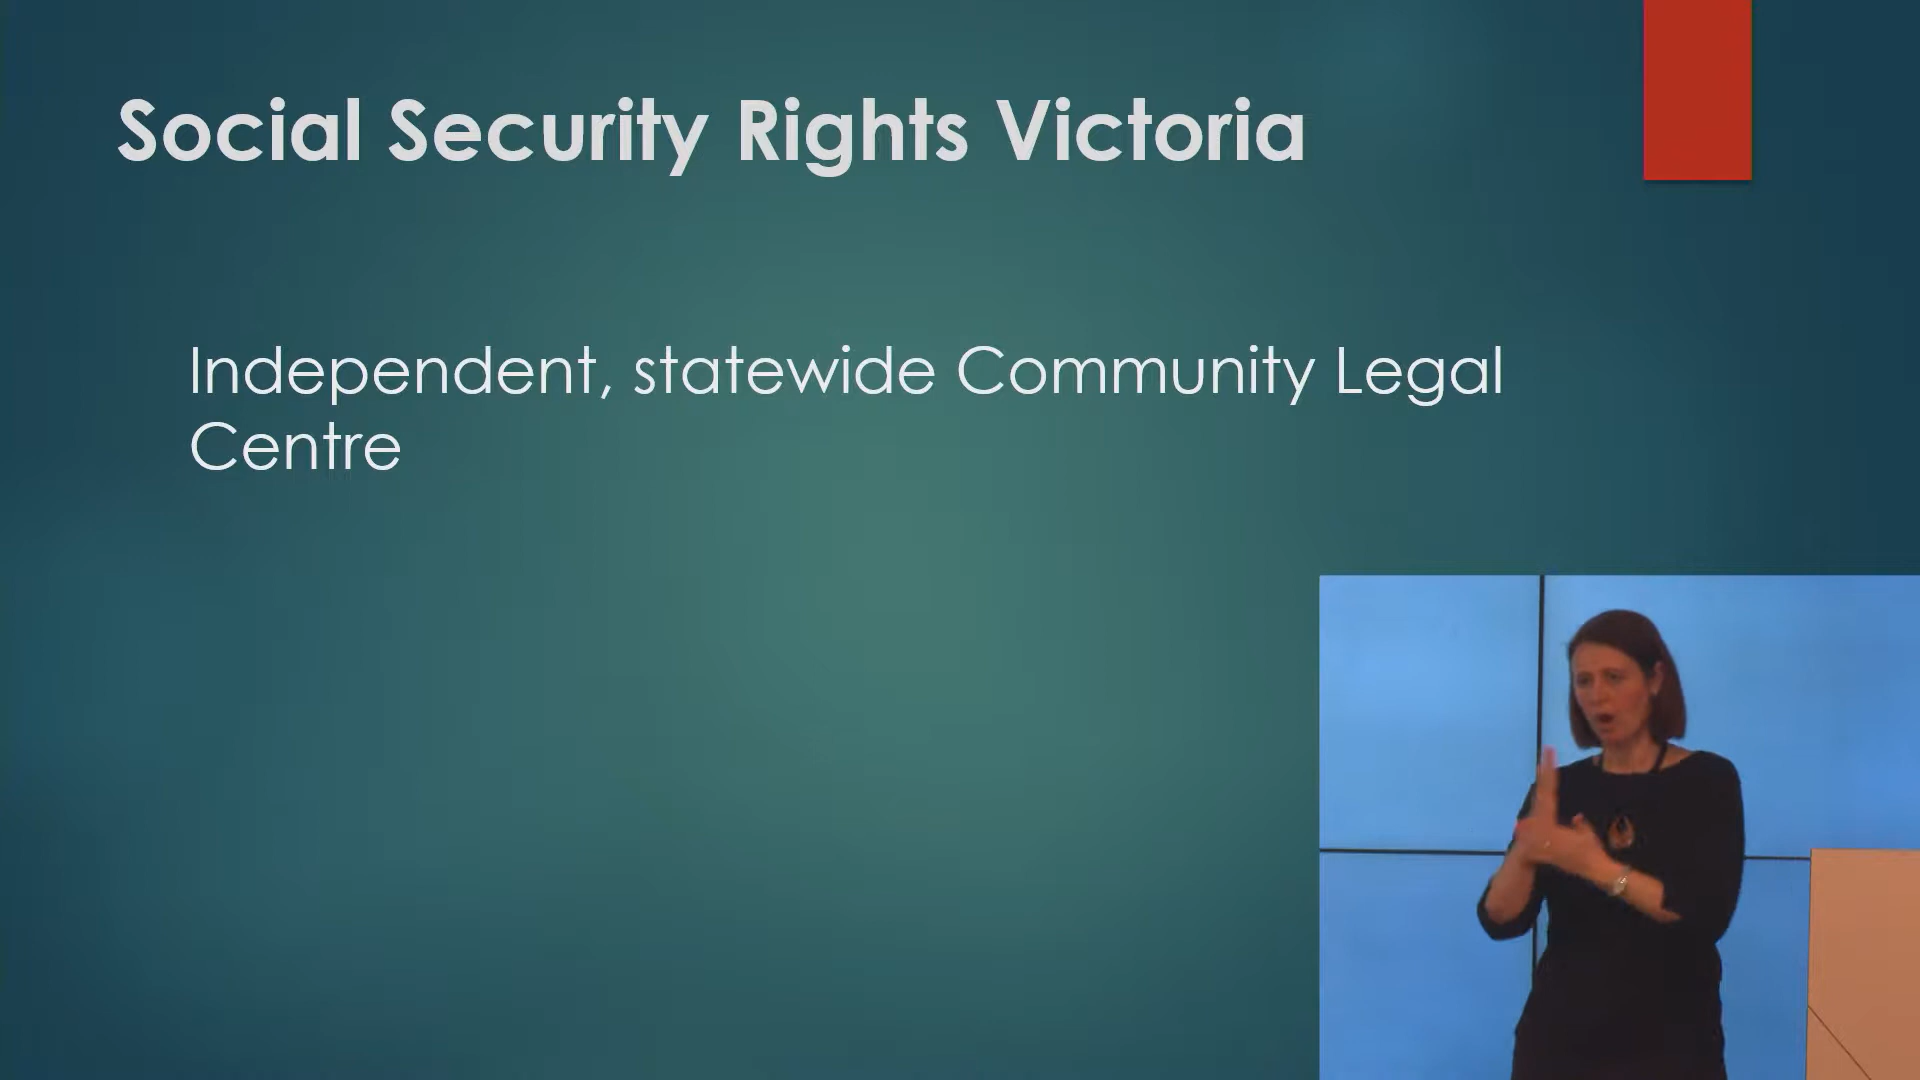 Social Security Rights Victoria
Independent, statewide Community Legal
Centre